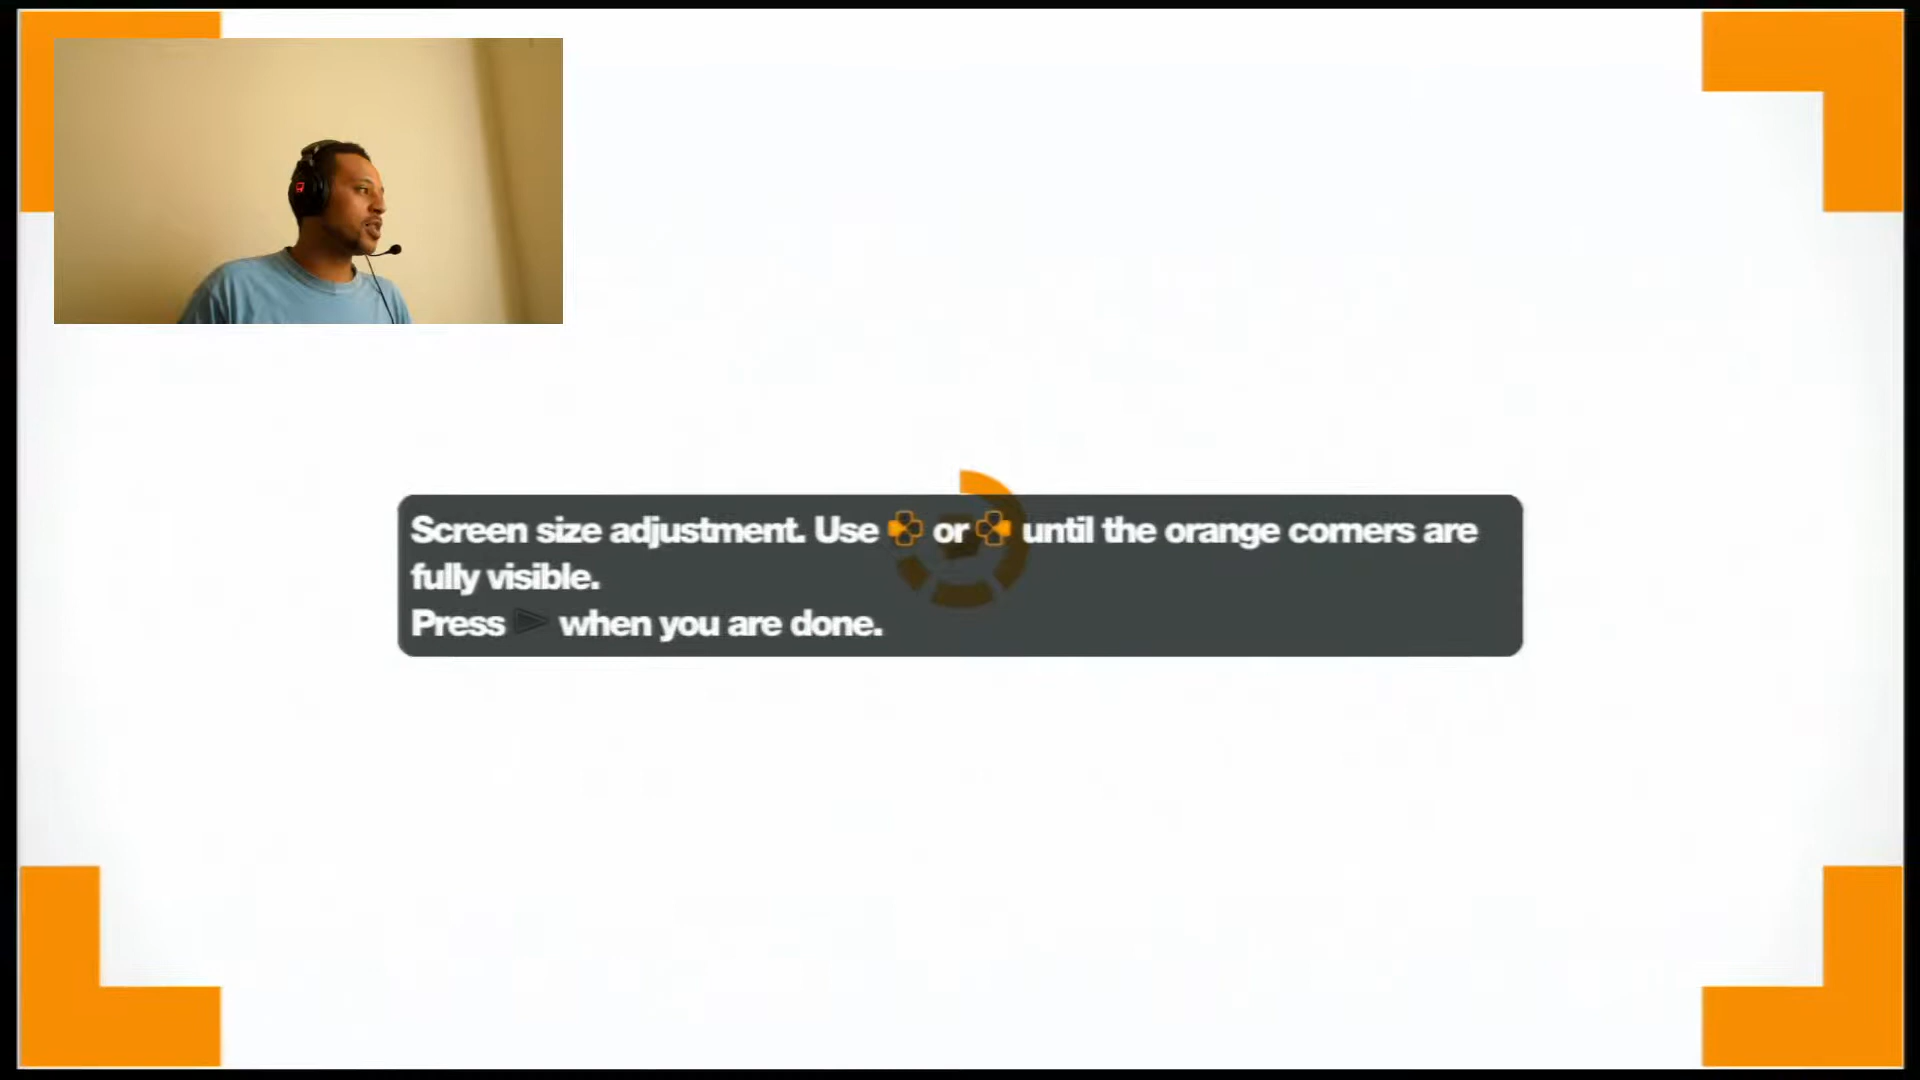 Screen size adjustment. Use or until the orange corners are
fully visible.
Press when you are done.